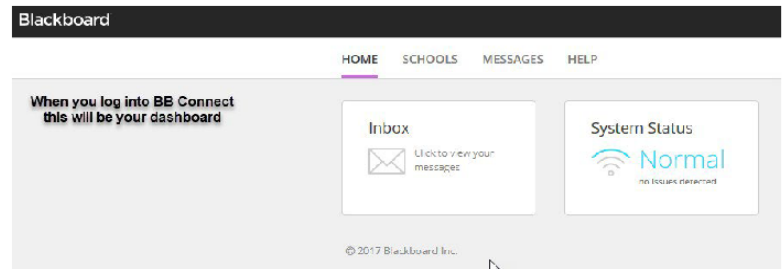 Blackboard
HOME SCHOOLS MESSAGES HELP
When you log into BB Connect
this will be your dashboard
Inbox
Click to view your
messages
System Status
Normal
no issues detected
© 2017 Blackboard Inc.